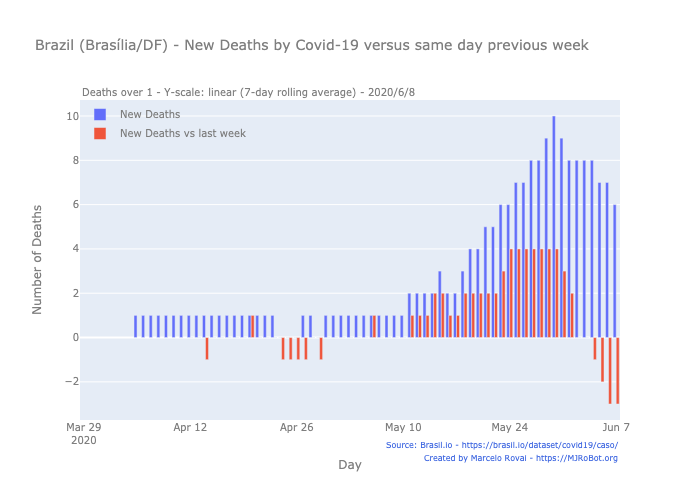 Brazil (Brasília/DF) - New Deaths by Covid-19 versus same day previous week
Deaths over 1 - Y-scale: linear (7-day rolling average) - 2020/6/8
New Deaths
New Deaths vs last week
Number of Deaths
10
8
6
4
2
0
−2
Mar 29
2020
Apr 12
Apr 26
May 10
May 24
Jun 7
Day
Source: Brasil.io - https://brasil.io/dataset/covid19/caso/
Created by Marcelo Rovai - https://MJRoBot.org